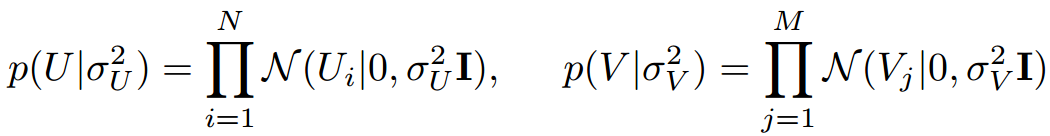 p(U|σ_U^2) = ∏_{i=1}^{N} 𝒩(U_i|0, σ_U^2 𝐈),   p(V|σ_V^2) = ∏_{j=1}^{M} 𝒩(V_j|0, σ_V^2 𝐈)